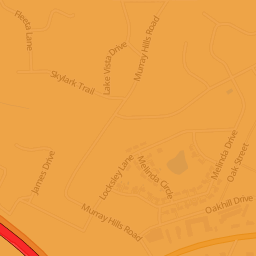 Resta Lane
Lake Vista Drive
Murray Hills Road
Skylark Trail
James Drive
Locksley Lane
Melinda Circle
Melinda Drive
Oak Street
Oakhill Drive
Murray Hills Road